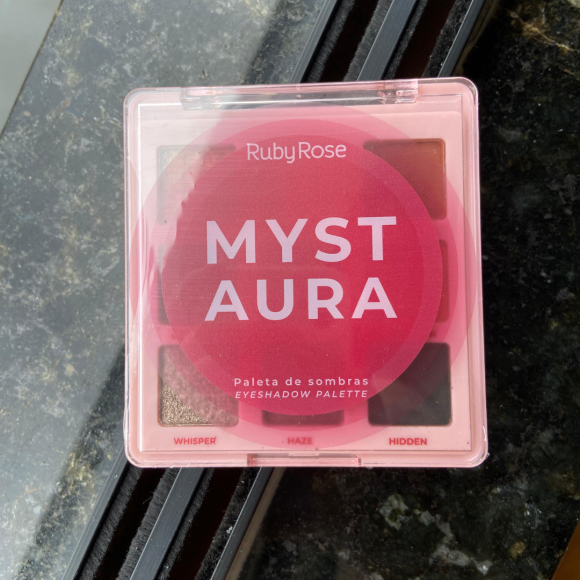 RubyRose
MYST
AURA
Paleta de sombras
EYESHADOW PALETTE
WHISPER HAZE HIDDEN